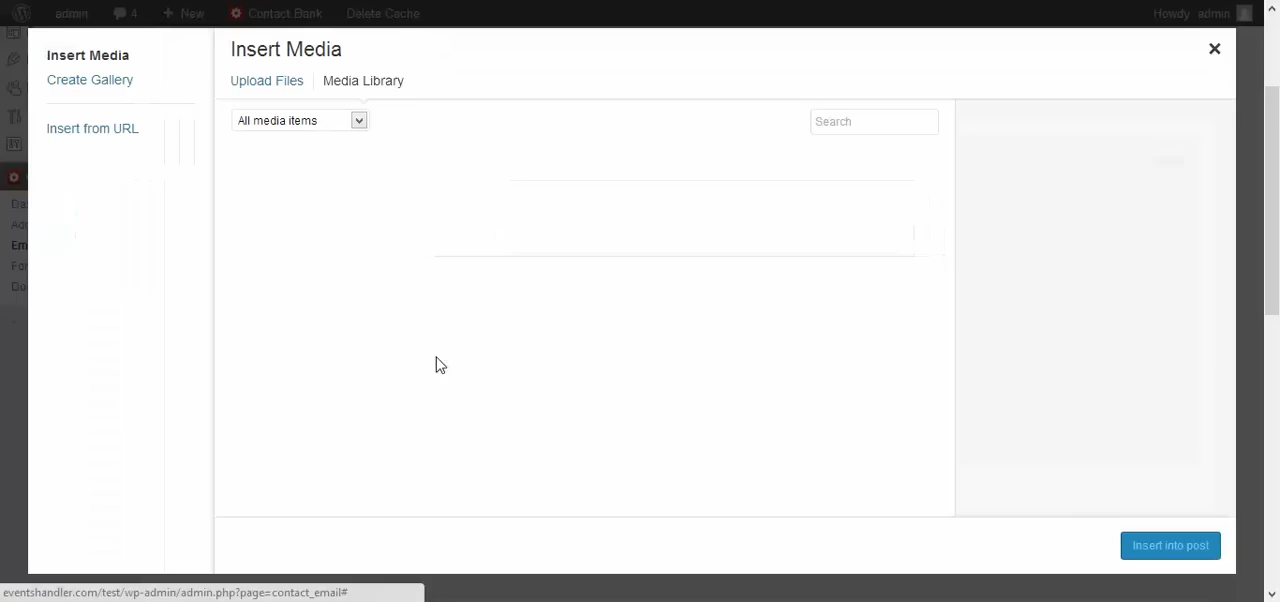 admin 4 New Contact Bank Delete Cache Howdy admin
Insert Media
Create Gallery
Insert from URL
Insert Media
Upload Files Media Library
All media items
Search
Em
Insert into post
eventshandler.com/test/wp-admin/admin.php?page=contact_email#